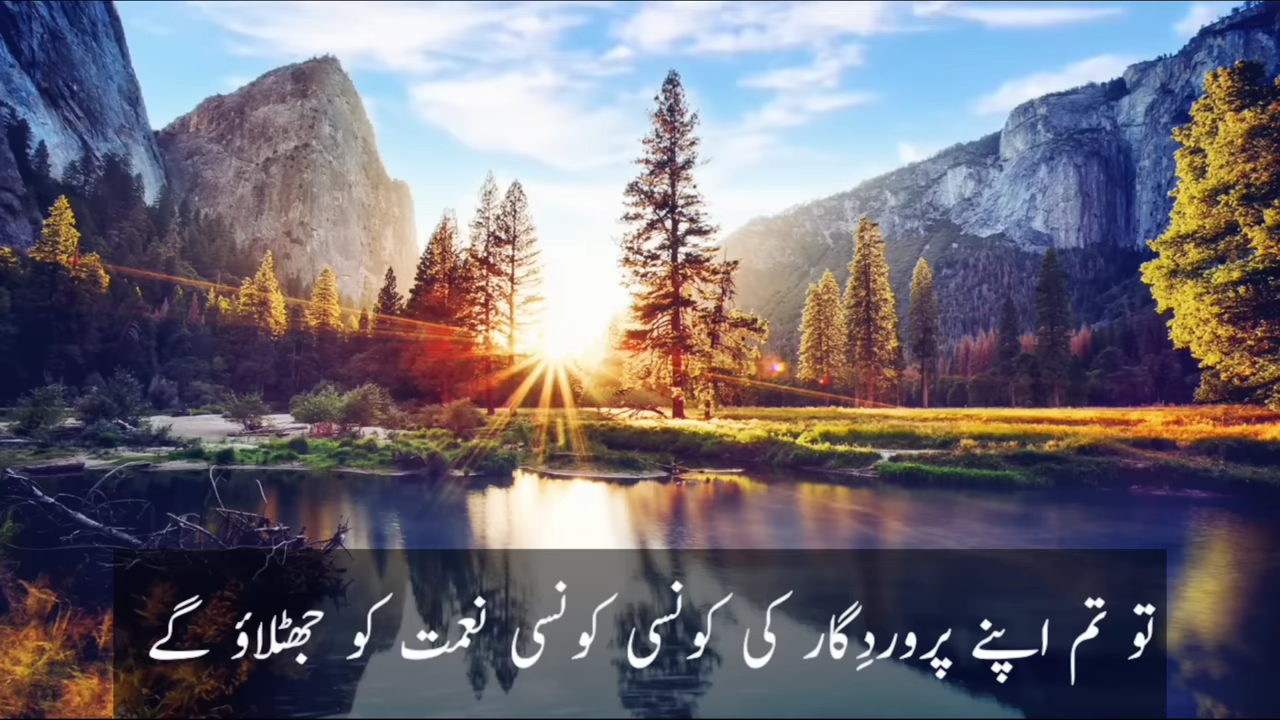 تو تم اپنے پروردِگار کی کونسی کونسی نعمت کو جھٹلاؤ گے